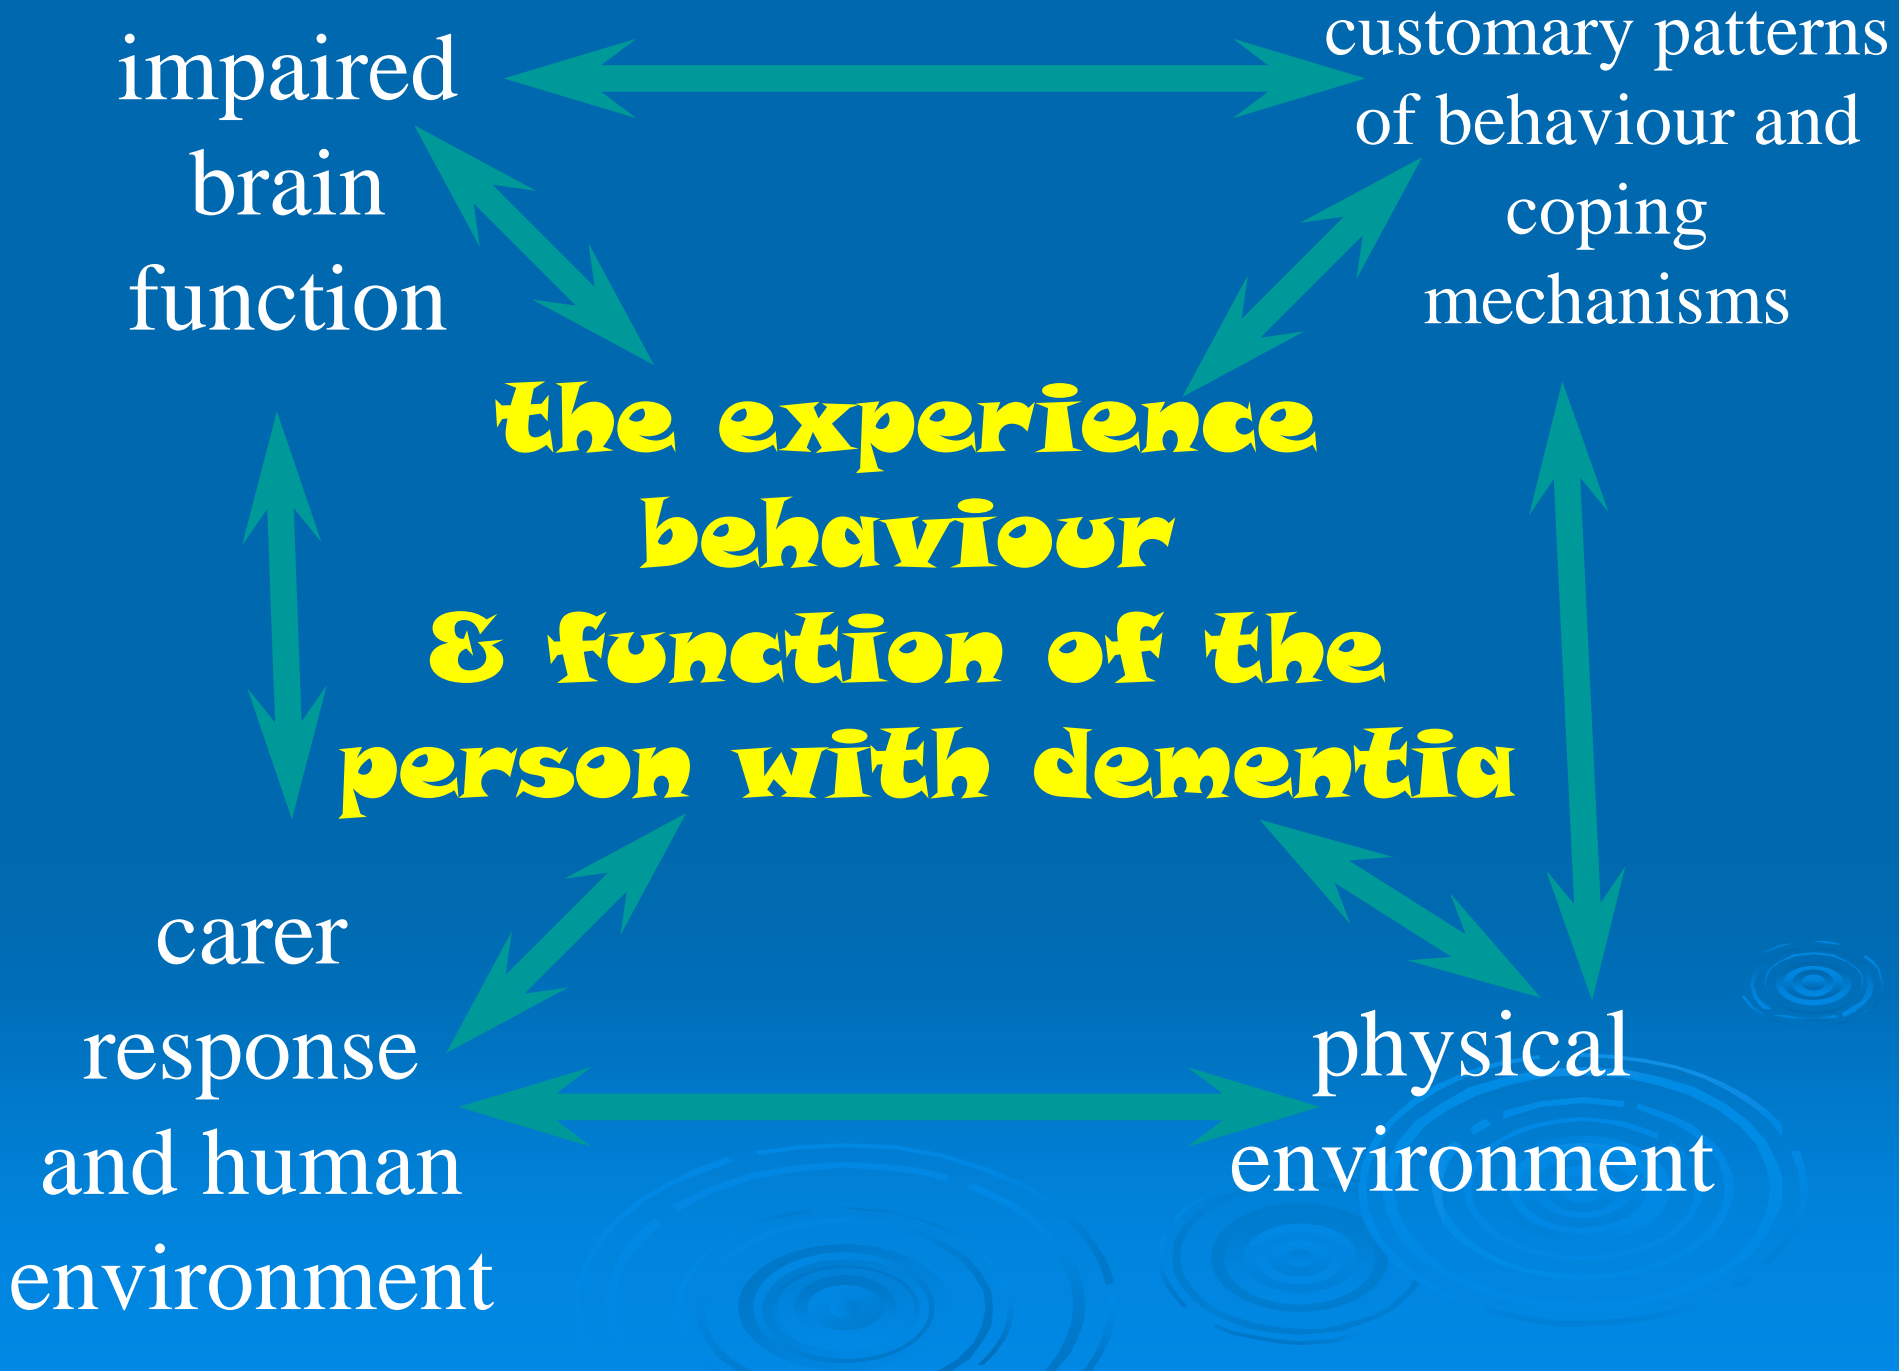 impaired
brain
function
customary patterns
of behaviour and
coping
mechanisms
the experience
behaviour
& function of the
person with dementia
carer
response
and human
environment
physical
environment